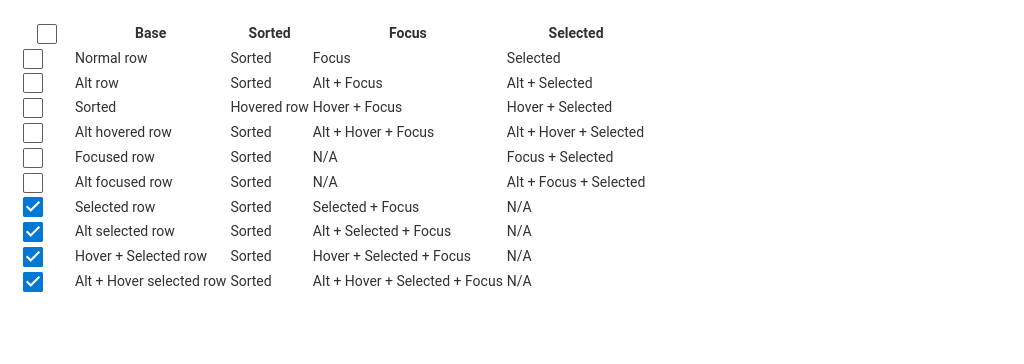 Base Sorted Focus Selected
Normal row Sorted Focus Selected
Alt row Sorted Alt + Focus Alt + Selected
Sorted Hovered row Hover + Focus Hover + Selected
Alt hovered row Sorted Alt + Hover + Focus Alt + Hover + Selected
Focused row Sorted N/A Focus + Selected
Alt focused row Sorted N/A Alt + Focus + Selected
Selected row Sorted Selected + Focus N/A
Alt selected row Sorted Alt + Selected + Focus N/A
Hover + Selected row Sorted Hover + Selected + Focus N/A
Alt + Hover selected row Sorted Alt + Hover + Selected + Focus N/A